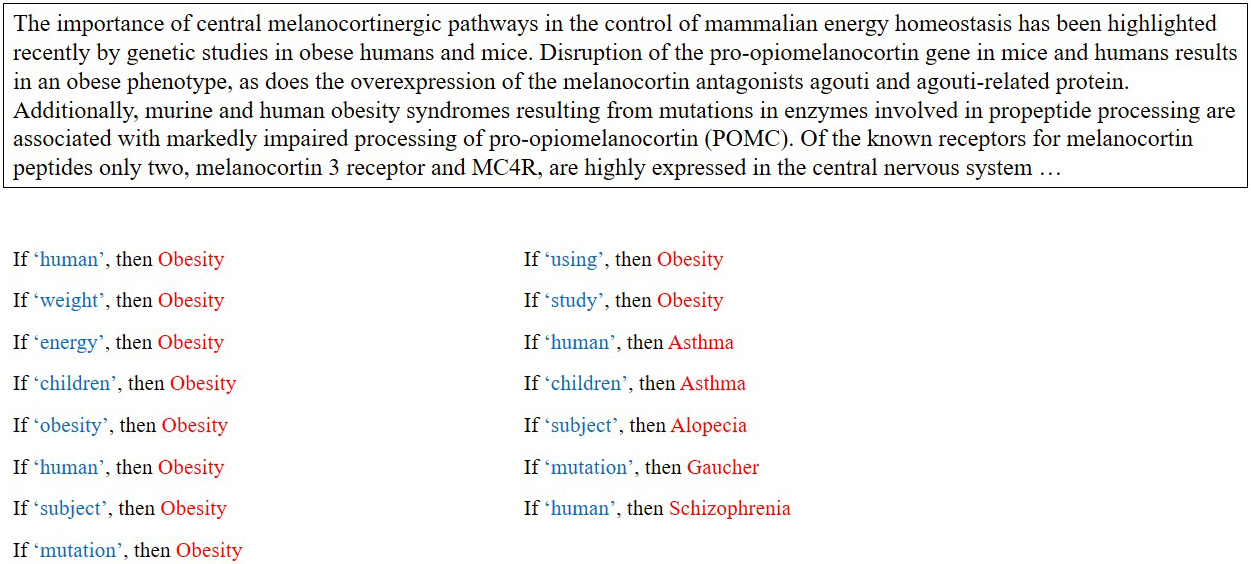 The importance of central melanocortinergic pathways in the control of mammalian energy homeostasis has been highlighted
recently by genetic studies in obese humans and mice. Disruption of the pro-opiomelanocortin gene in mice and humans results
in an obese phenotype, as does the overexpression of the melanocortin antagonists agouti and agouti-related protein.
Additionally, murine and human obesity syndromes resulting from mutations in enzymes involved in propeptide processing are
associated with markedly impaired processing of pro-opiomelanocortin (POMC). Of the known receptors for melanocortin
peptides only two, melanocortin 3 receptor and MC4R, are highly expressed in the central nervous system …
If ‘human’, then Obesity
If ‘weight’, then Obesity
If ‘energy’, then Obesity
If ‘children’, then Obesity
If ‘obesity’, then Obesity
If ‘human’, then Obesity
If ‘subject’, then Obesity
If ‘mutation’, then Obesity
If ‘using’, then Obesity
If ‘study’, then Obesity
If ‘human’, then Asthma
If ‘children’, then Asthma
If ‘subject’, then Alopecia
If ‘mutation’, then Gaucher
If ‘human’, then Schizophrenia